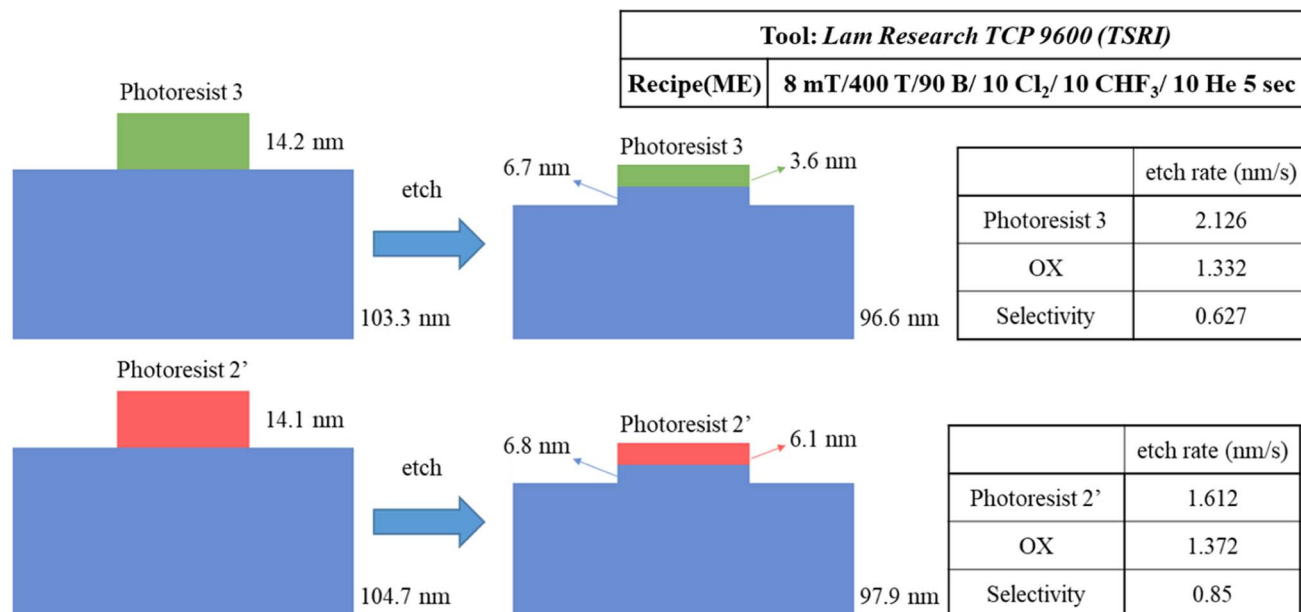 Tool: Lam Research TCP 9600 (TSRI)
Recipe(ME) 8 mT/400 T/90 B/ 10 Cl₂/ 10 CHF₃/ 10 He 5 sec
Photoresist 3
14.2 nm
103.3 nm
etch
Photoresist 3
6.7 nm
3.6 nm
96.6 nm
etch rate (nm/s)
Photoresist 3 2.126
OX 1.332
Selectivity 0.627
Photoresist 2’
14.1 nm
104.7 nm
etch
Photoresist 2’
6.8 nm
6.1 nm
97.9 nm
etch rate (nm/s)
Photoresist 2’ 1.612
OX 1.372
Selectivity 0.85